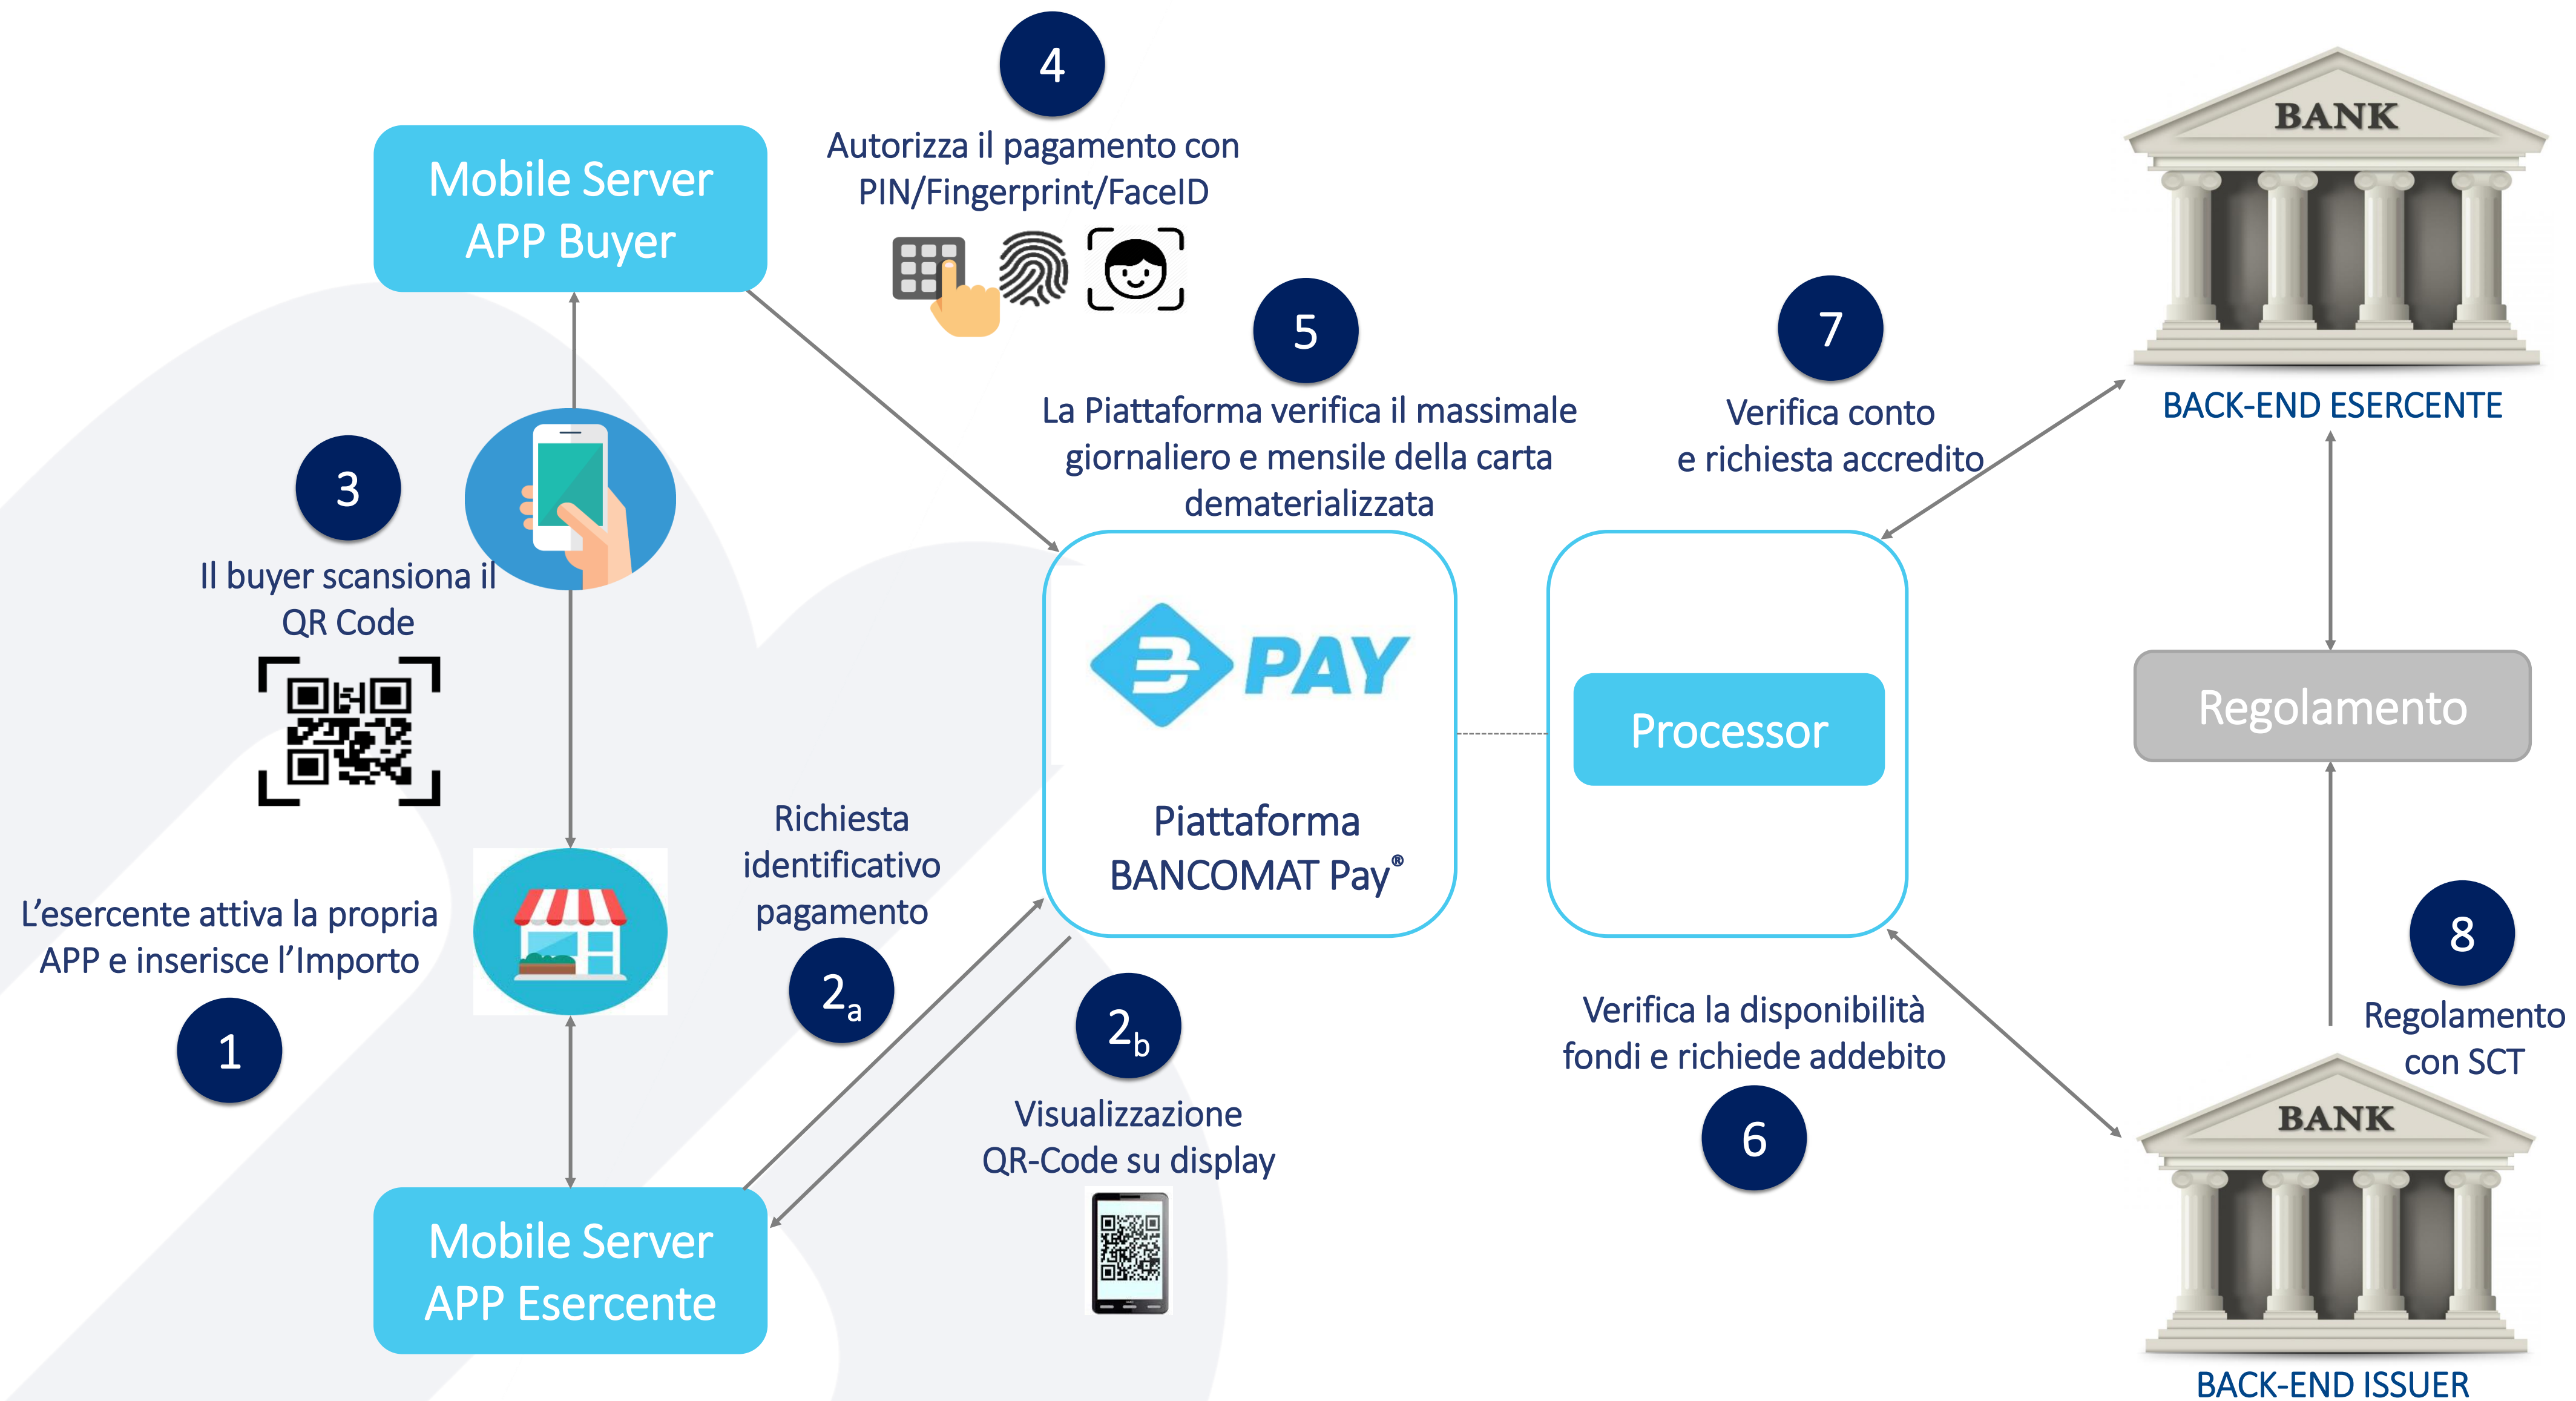 4
Autorizza il pagamento con
PIN/Fingerprint/FaceID
Mobile Server
APP Buyer
BANK
BACK-END ESERCENTE
5
La Piattaforma verifica il massimale
giornaliero e mensile della carta
dematerializzata
7
Verifica conto
e richiesta accredito
3
Il buyer scansiona il
QR Code
PAY
Piattaforma
BANCOMAT Pay®
Processor
Regolamento
Richiesta
identificativo
pagamento
2a
L'esercente attiva la propria
APP e inserisce l'Importo
1
2b
Visualizzazione
QR-Code su display
Verifica la disponibilità
fondi e richiede addebito
6
8
Regolamento
con SCT
BANK
BACK-END ISSUER
Mobile Server
APP Esercente